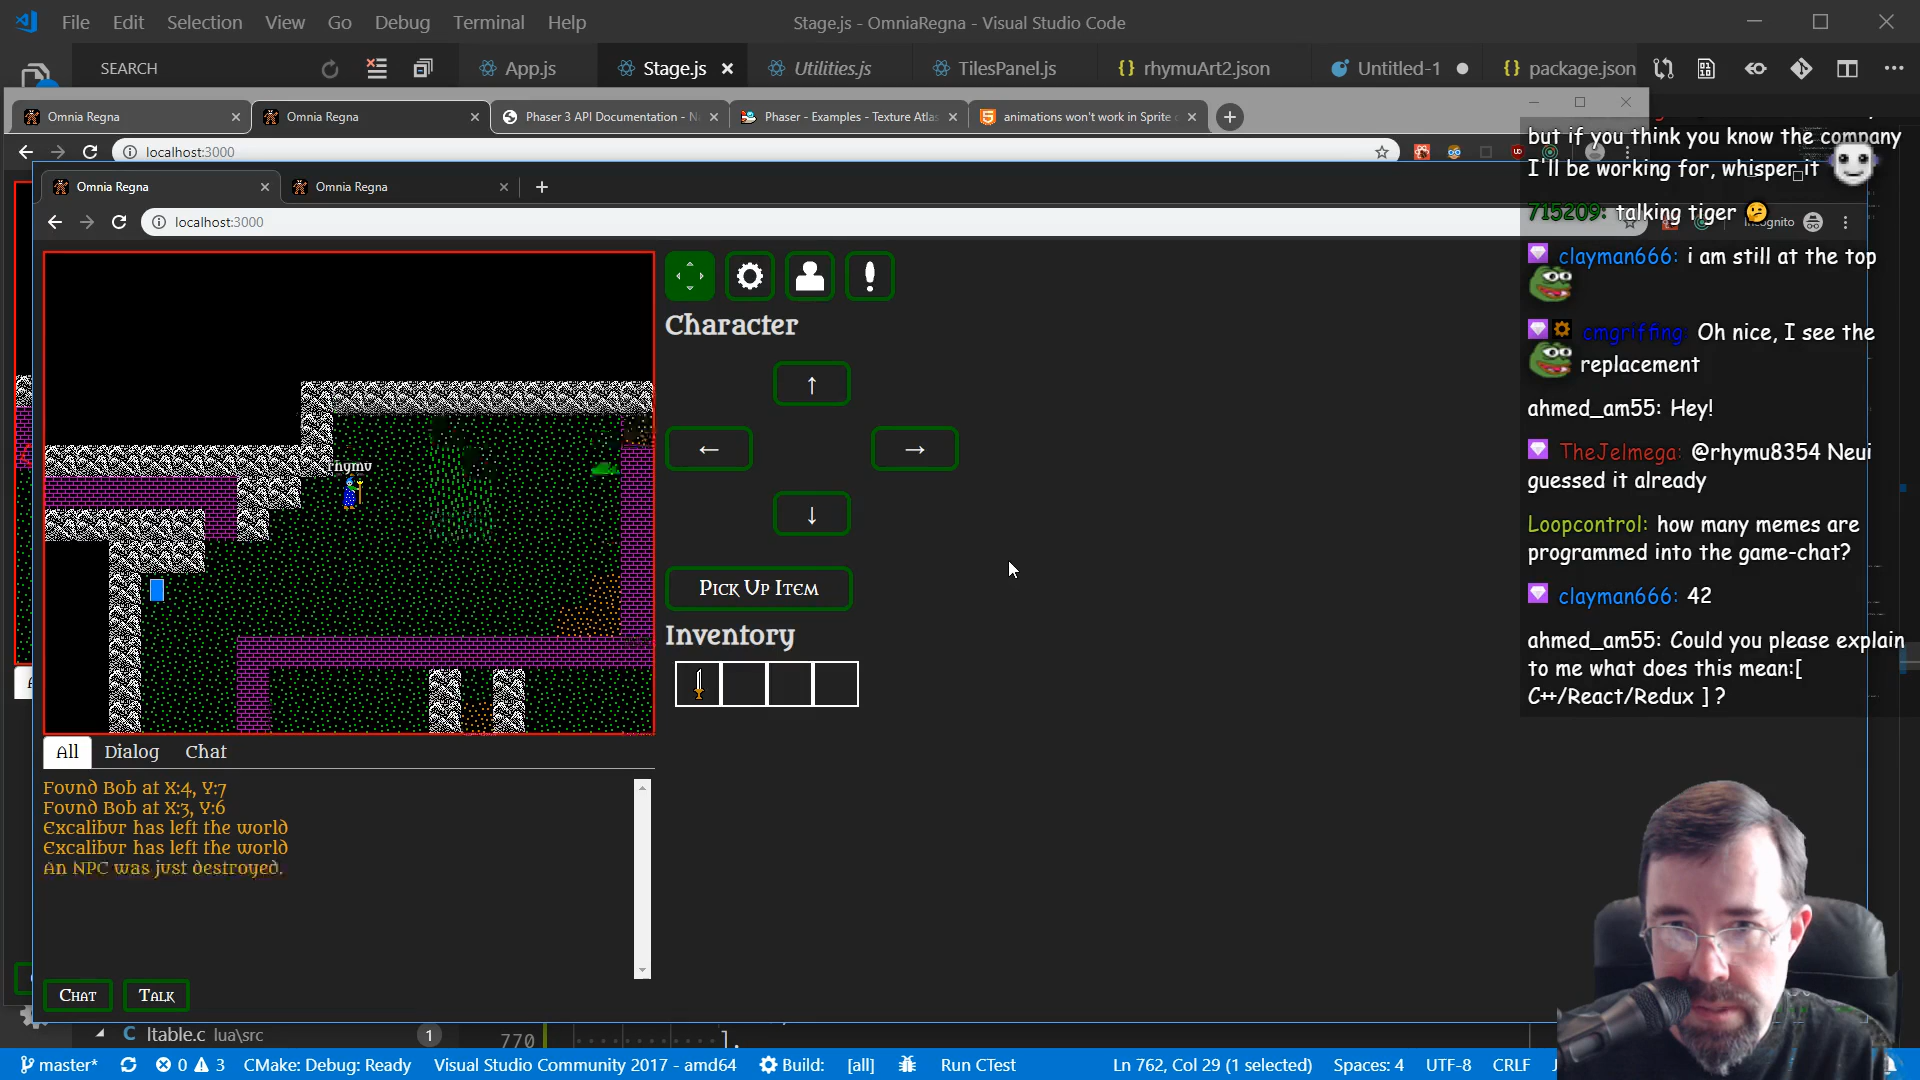 File Edit Selection View Go Debug Terminal Help
Stage.js - OmniaRegna - Visual Studio Code
SEARCH
App.js
Stage.js
Utilities.js
TilesPanel.js
{} rhymuArt2.json
Untitled-1
{} package.json
Omnia Regna
Omnia Regna
Phaser 3 API Documentation - N
Phaser - Examples - Texture Atlas
animations won't work in Sprite
localhost:3000
Omnia Regna
Omnia Regna
localhost:3000
Incognito
Character
↑
←
→
↓
Pick Up Item
Inventory
rhymu
All Dialog Chat
Found Bob at X:4, Y:7
Found Bob at X:3, Y:6
Excalibur has left the world
Excalibur has left the world
An NPC was just destroyed.
Chat
Talk
but if you think you know the company
I'll be working for, whisper it
715209: talking tiger
clayman666: i am still at the top
cmgriffing: Oh nice, I see the
replacement
ahmed_am55: Hey!
TheJelmega: @rhymu8354 Neui
guessed it already
Loopcontrol: how many memes are
programmed into the game-chat?
clayman666: 42
ahmed_am55: Could you please explain
to me what does this mean:[
C++/React/Redux ] ?
C ltable.c lua\src
1
770
],
master*
0
3
CMake: Debug: Ready
Visual Studio Community 2017 - amd64
Build: [all]
Run CTest
Ln 762, Col 29 (1 selected)
Spaces: 4
UTF-8
CRLF